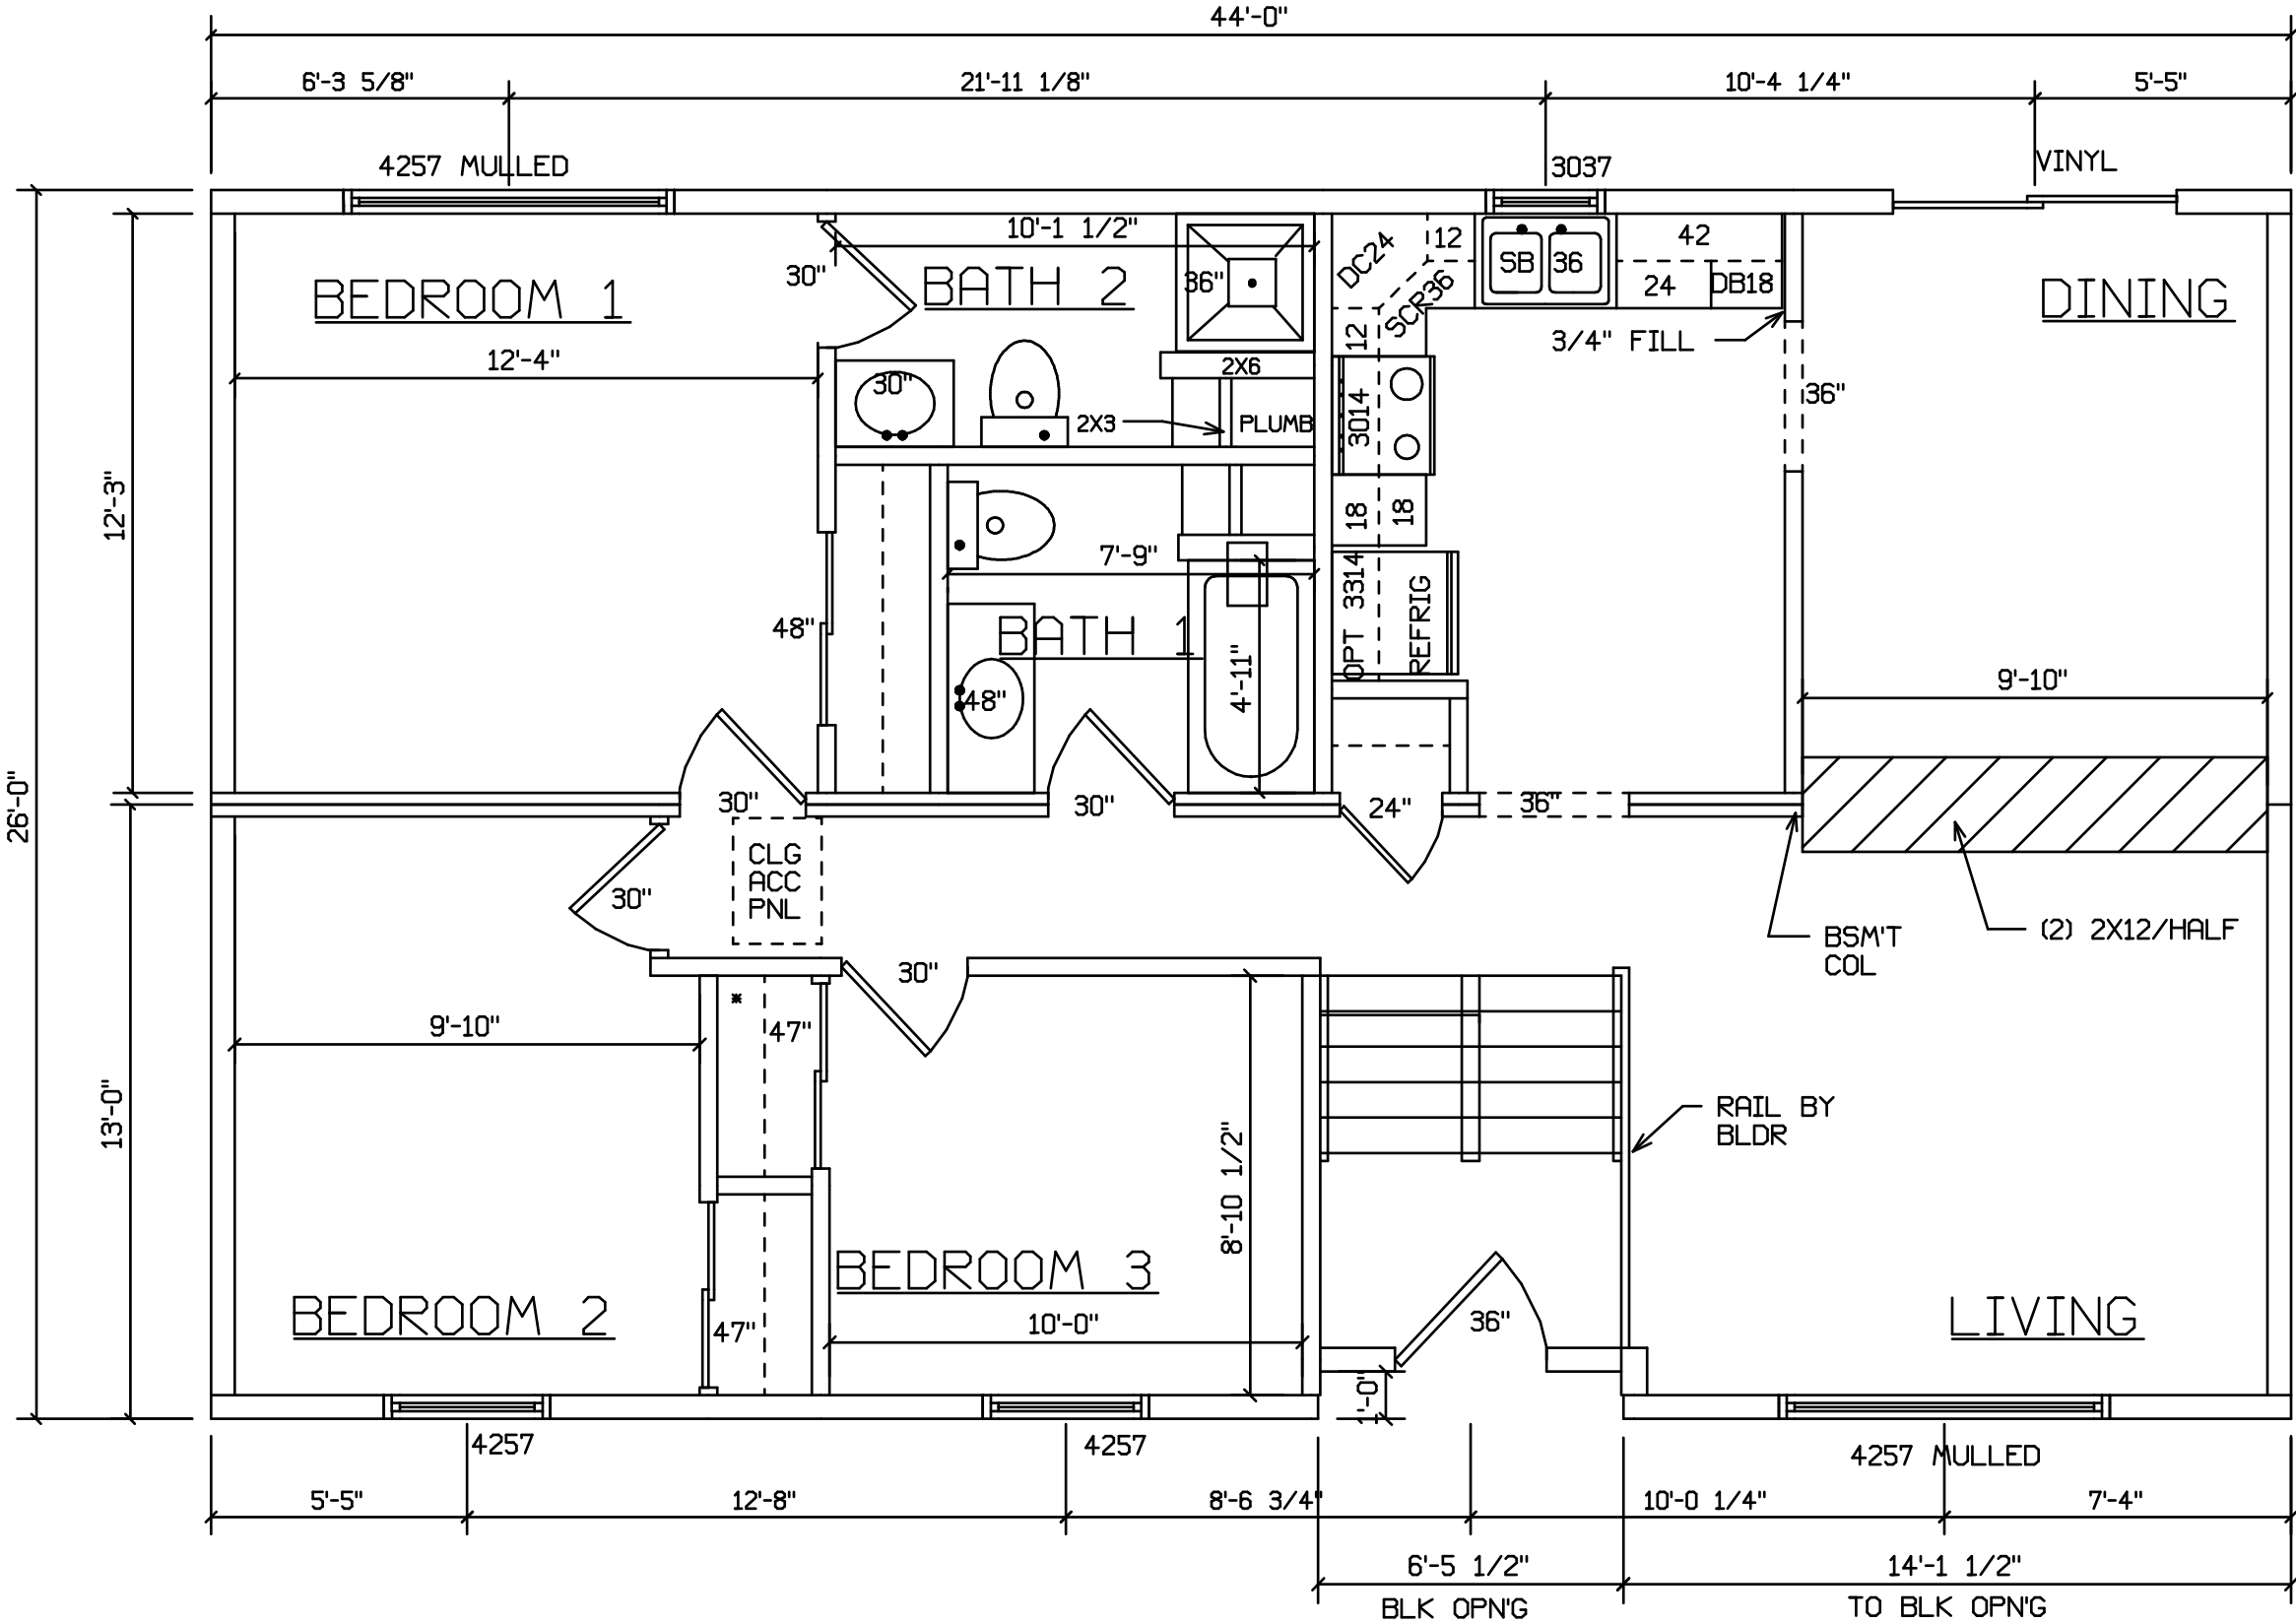 44'-0"
6'-3 5/8" 21'-11 1/8" 10'-4 1/4" 5'-5"
4257 MULLED 3037 VINYL
10'-1 1/2" 12 42
30" BATH 2 36" DC24 SB 36 24 DB18
BEDROOM 1 SCR36 DINING
12 3/4" FILL
12'-4" 2X6
30" 36"
2X3 PLUMB 3014
12'-3" 18 18
7'-9"
OPT 3314 REFRIG
48" BATH 1
4'-11" 9'-10"
48"
26'-0" 30" 30" 24" 36"
CLG
ACC
PNL
30"
(2) 2X12/HALF
BSM'T
COL
30"
*
9'-10" 47"
13'-0" RAIL BY
BLDR
8'-10 1/2"
BEDROOM 3
BEDROOM 2 47" 10'-0" 36" LIVING
1'-0"
4257 4257 4257 MULLED
5'-5" 12'-8" 8'-6 3/4" 10'-0 1/4" 7'-4"
6'-5 1/2" 14'-1 1/2"
BLK OPN'G TO BLK OPN'G